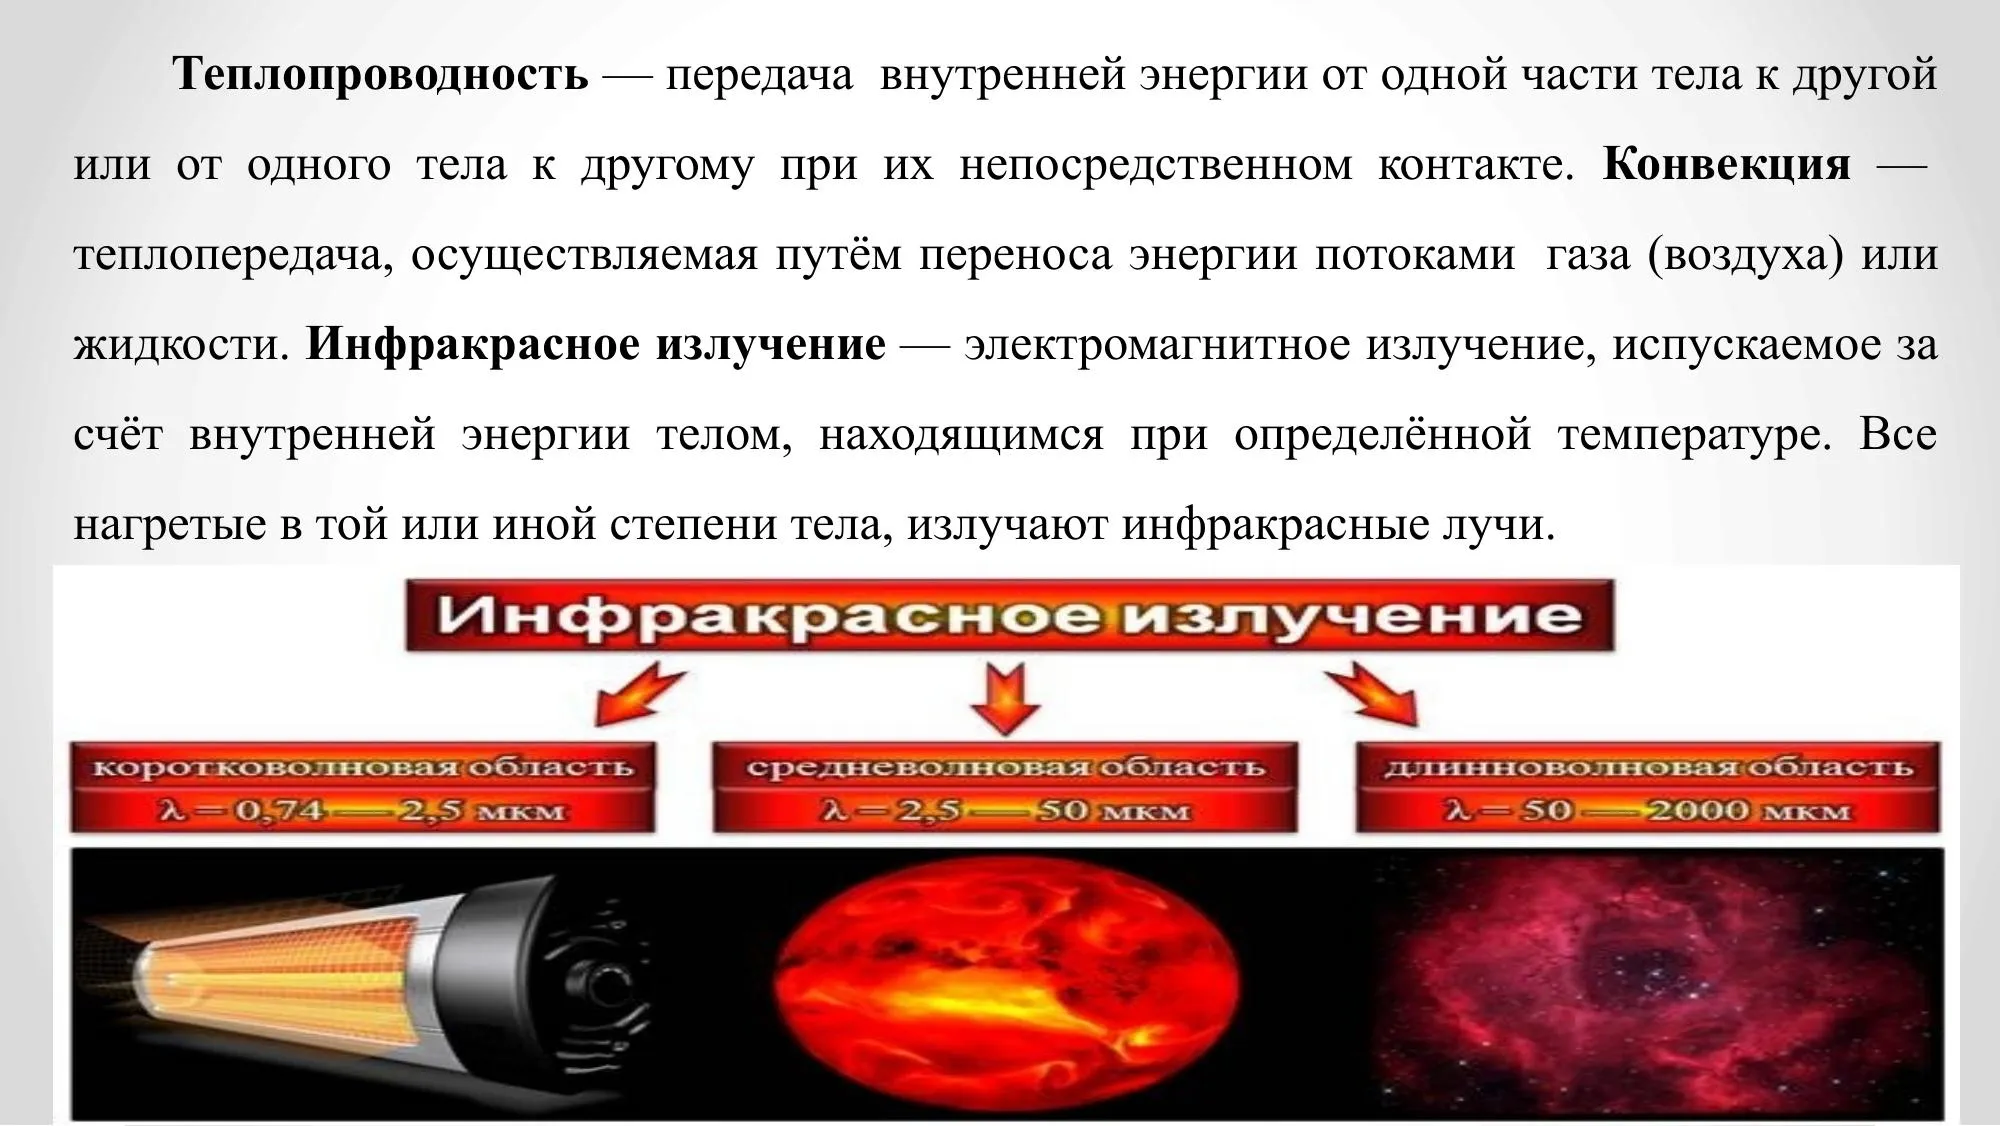 Теплопроводность — передача внутренней энергии от одной части тела к другой
или от одного тела к другому при их непосредственном контакте. Конвекция —
теплопередача, осуществляемая путём переноса энергии потоками газа (воздуха) или
жидкости. Инфракрасное излучение — электромагнитное излучение, испускаемое за
счёт внутренней энергии телом, находящимся при определённой температуре. Все
нагретые в той или иной степени тела, излучают инфракрасные лучи.
Инфракрасное излучение
коротковолновая область
λ = 0,74 — 2,5 мкм
средневолновая область
λ = 2,5 — 50 мкм
длинноволновая область
λ = 50 — 2000 мкм